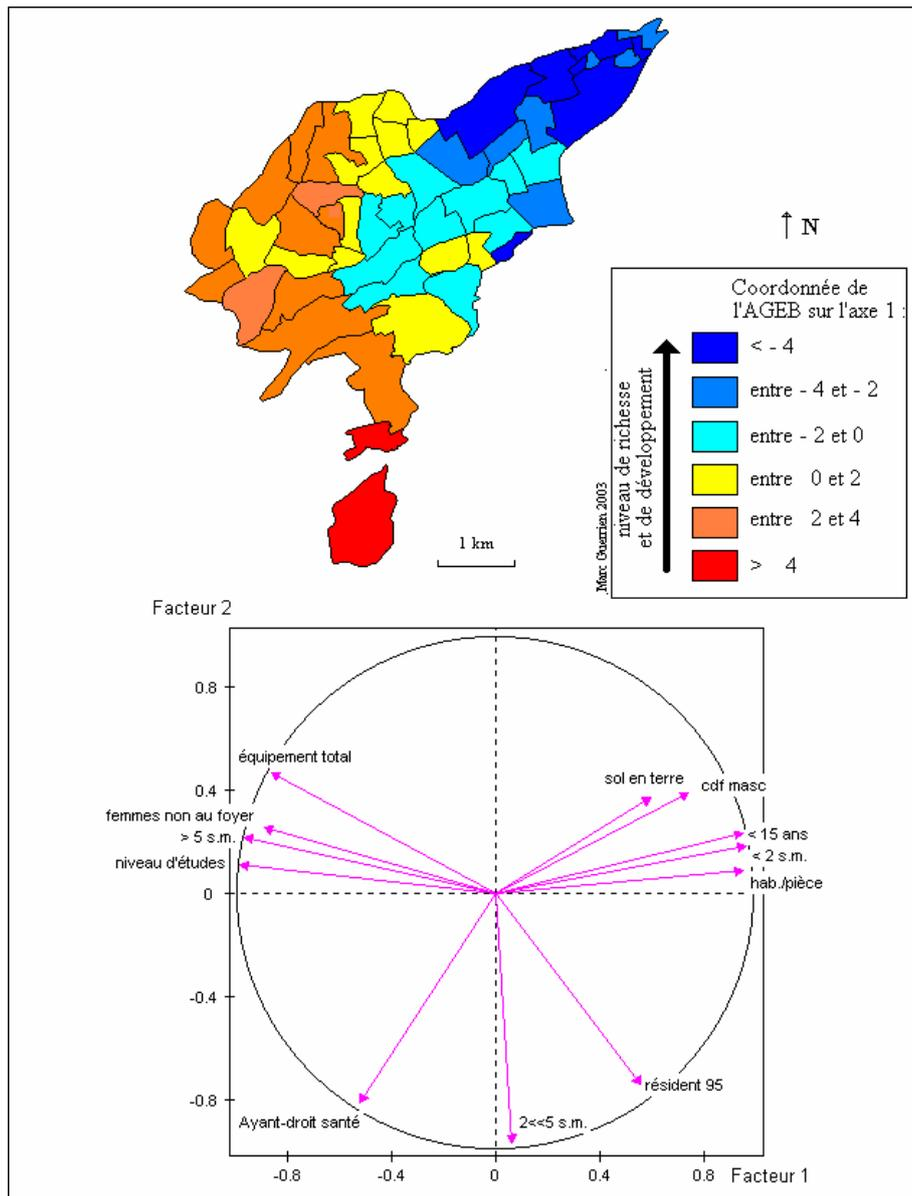 ↑ N
Coordonnée de
l'AGEB sur l'axe 1 :
< - 4
entre - 4 et - 2
entre - 2 et 0
entre 0 et 2
entre 2 et 4
> 4
niveau de richesse
et de développement
Marc Guerrien 2003
1 km
Facteur 2
0.8
0.4
0
-0.4
-0.8
équipement total
femmes non au foyer
> 5 s.m.
niveau d'études
sol en terre
cdf masc
< 15 ans
< 2 s.m.
hab./pièce
Ayant-droit santé
2<<5 s.m.
résident 95
-0.8
-0.4
0
0.4
0.8
Facteur 1